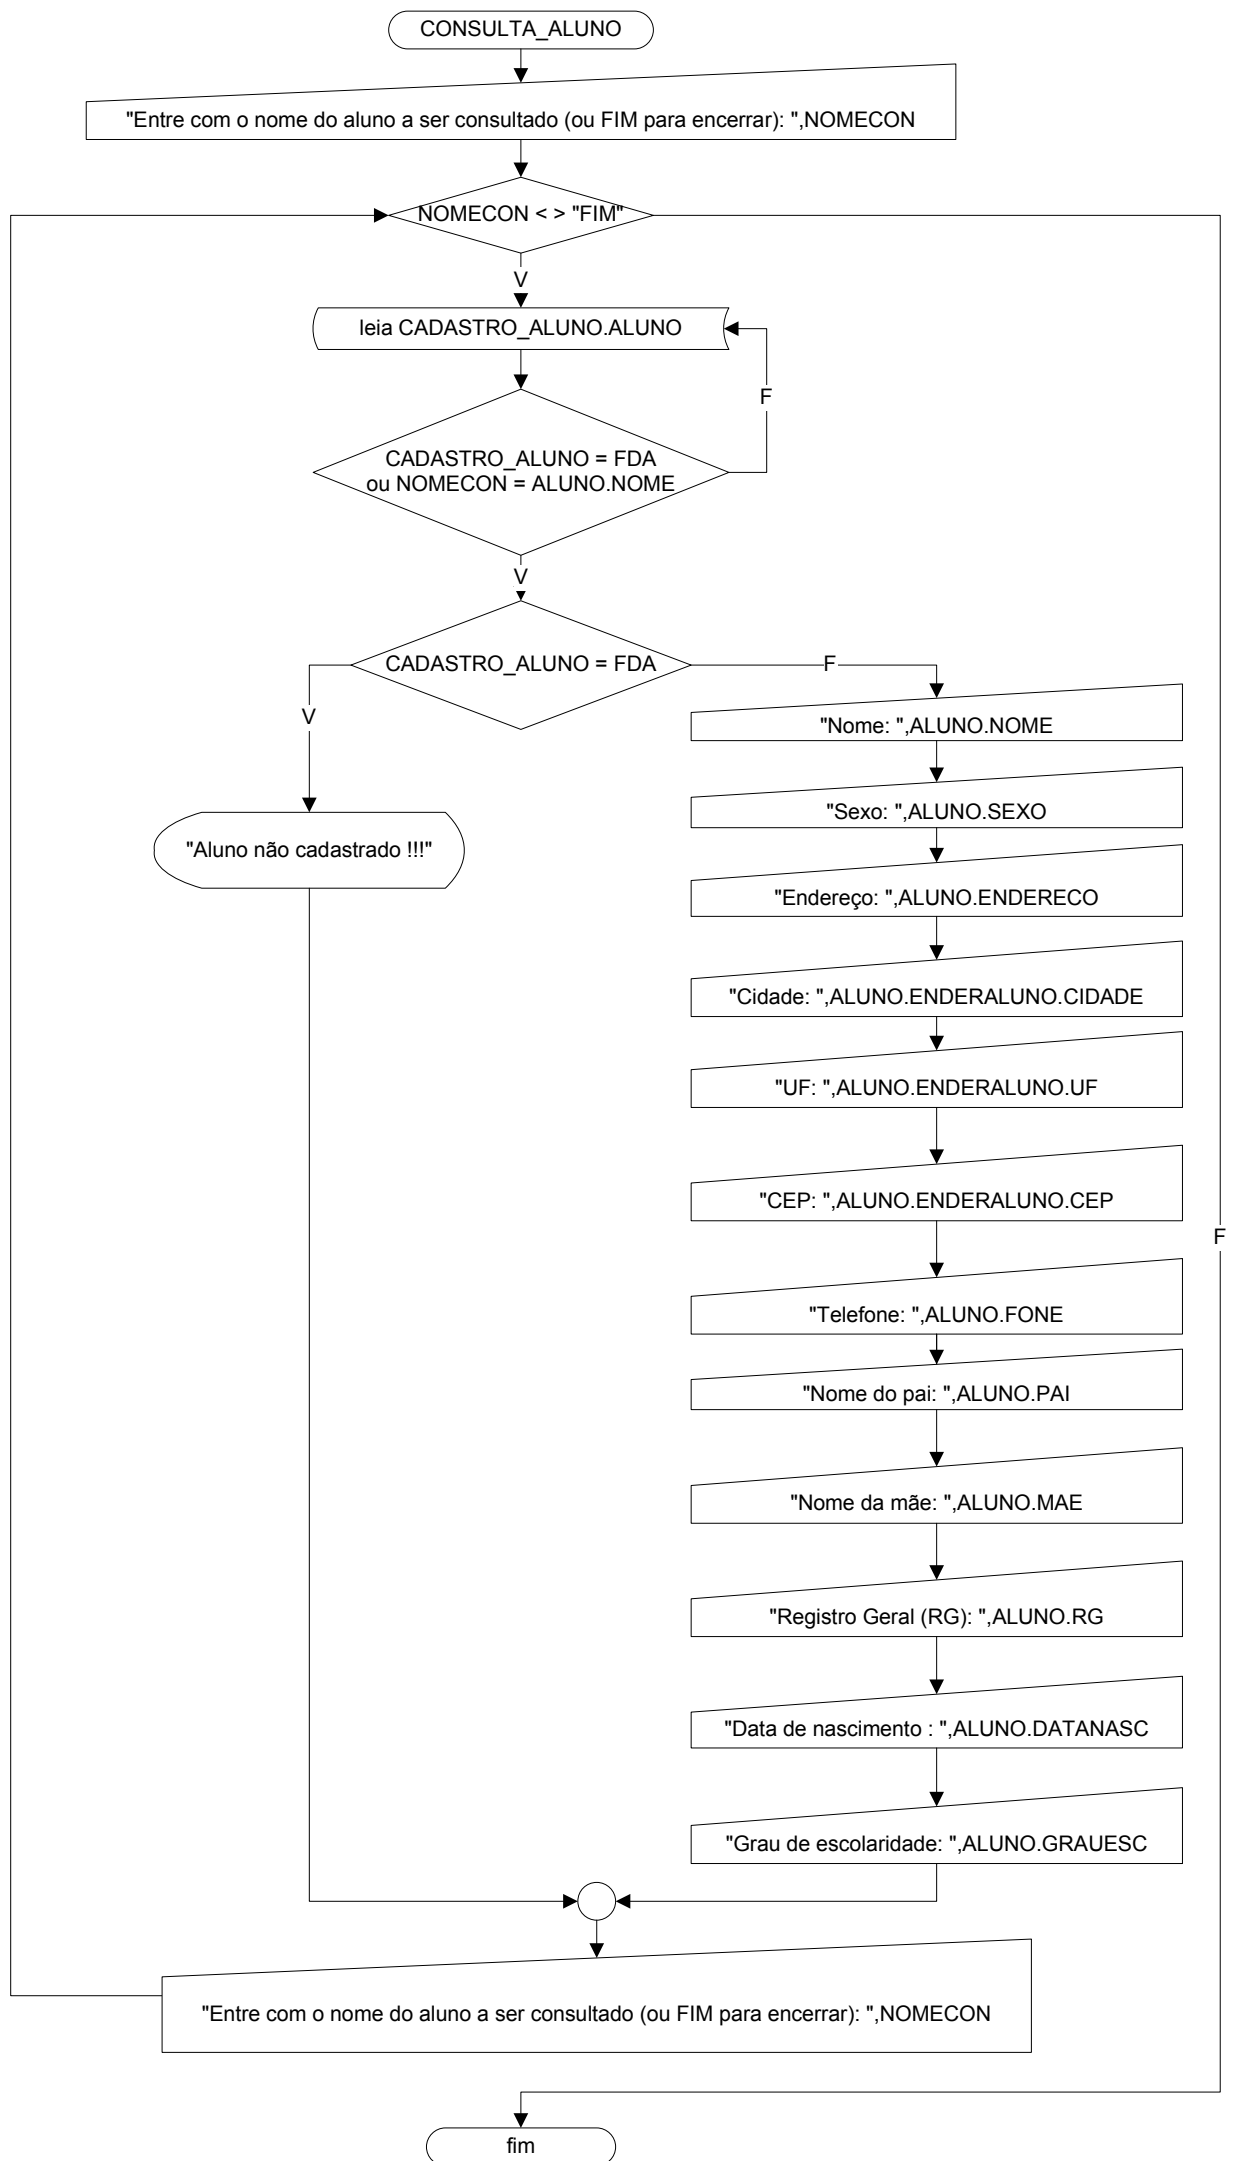 CONSULTA_ALUNO
"Entre com o nome do aluno a ser consultado (ou FIM para encerrar): ",NOMECON
NOMECON < > "FIM"
V
leia CADASTRO_ALUNO.ALUNO
F
CADASTRO_ALUNO = FDA
ou NOMECON = ALUNO.NOME
V
CADASTRO_ALUNO = FDA
F
V
"Nome: ",ALUNO.NOME
"Sexo: ",ALUNO.SEXO
"Aluno não cadastrado !!!"
"Endereço: ",ALUNO.ENDERECO
"Cidade: ",ALUNO.ENDERALUNO.CIDADE
"UF: ",ALUNO.ENDERALUNO.UF
"CEP: ",ALUNO.ENDERALUNO.CEP
F
"Telefone: ",ALUNO.FONE
"Nome do pai: ",ALUNO.PAI
"Nome da mãe: ",ALUNO.MAE
"Registro Geral (RG): ",ALUNO.RG
"Data de nascimento : ",ALUNO.DATANASC
"Grau de escolaridade: ",ALUNO.GRAUESC
"Entre com o nome do aluno a ser consultado (ou FIM para encerrar): ",NOMECON
fim